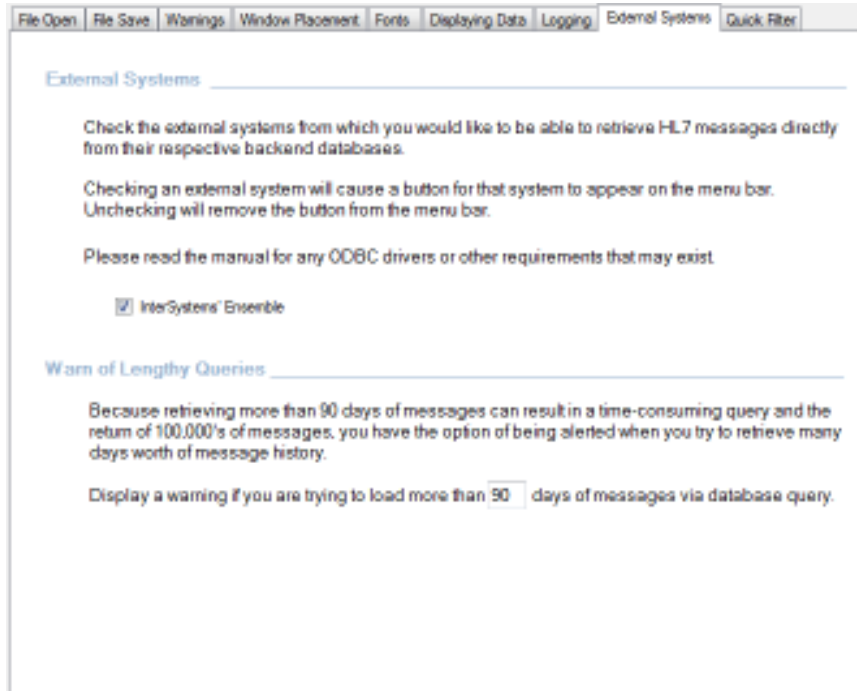 File Open File Save Warnings Window Placement Fonts Displaying Data Logging External Systems Quick Filter
External Systems
Check the external systems from which you would like to be able to retrieve HL7 messages directly
from their respective backend databases.
Checking an external system will cause a button for that system to appear on the menu bar.
Unchecking will remove the button from the menu bar.
Please read the manual for any ODBC drivers or other requirements that may exist.
InterSystems' Ensemble
Warn of Lengthy Queries
Because retrieving more than 90 days of messages can result in a time-consuming query and the
return of 100,000's of messages, you have the option of being alerted when you try to retrieve many
days worth of message history.
Display a warning if you are trying to load more than 90 days of messages via database query.